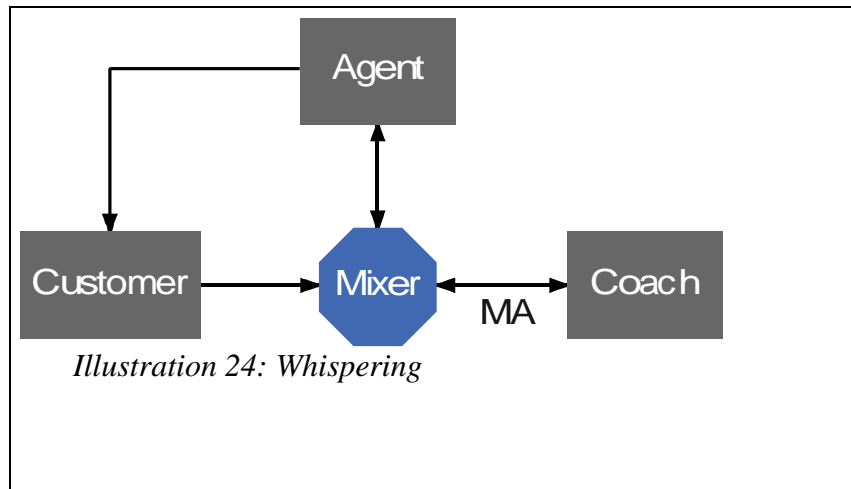 Agent
Customer
Mixer
Coach
MA
Illustration 24: Whispering